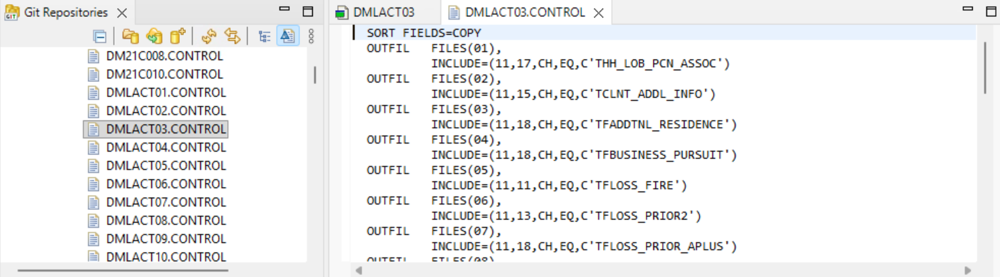 Git Repositories
DM21C008.CONTROL
DM21C010.CONTROL
DMLACT01.CONTROL
DMLACT02.CONTROL
DMLACT03.CONTROL
DMLACT04.CONTROL
DMLACT05.CONTROL
DMLACT06.CONTROL
DMLACT07.CONTROL
DMLACT08.CONTROL
DMLACT09.CONTROL
DMLACT10.CONTROL
DMLACT03 DMLACT03.CONTROL
SORT FIELDS=COPY
OUTFIL FILES(01),
INCLUDE=(11,17,CH,EQ,C'THH_LOB_PCN_ASSOC')
OUTFIL FILES(02),
INCLUDE=(11,15,CH,EQ,C'TCLNT_ADDL_INFO')
OUTFIL FILES(03),
INCLUDE=(11,18,CH,EQ,C'TFADDTNL_RESIDENCE')
OUTFIL FILES(04),
INCLUDE=(11,18,CH,EQ,C'TFBUSINESS_PURSUIT')
OUTFIL FILES(05),
INCLUDE=(11,11,CH,EQ,C'TFLOSS_FIRE')
OUTFIL FILES(06),
INCLUDE=(11,13,CH,EQ,C'TFLOSS_PRIOR2')
OUTFIL FILES(07),
INCLUDE=(11,18,CH,EQ,C'TFLOSS_PRIOR_APLUS')
OUTFIL FILES(08)